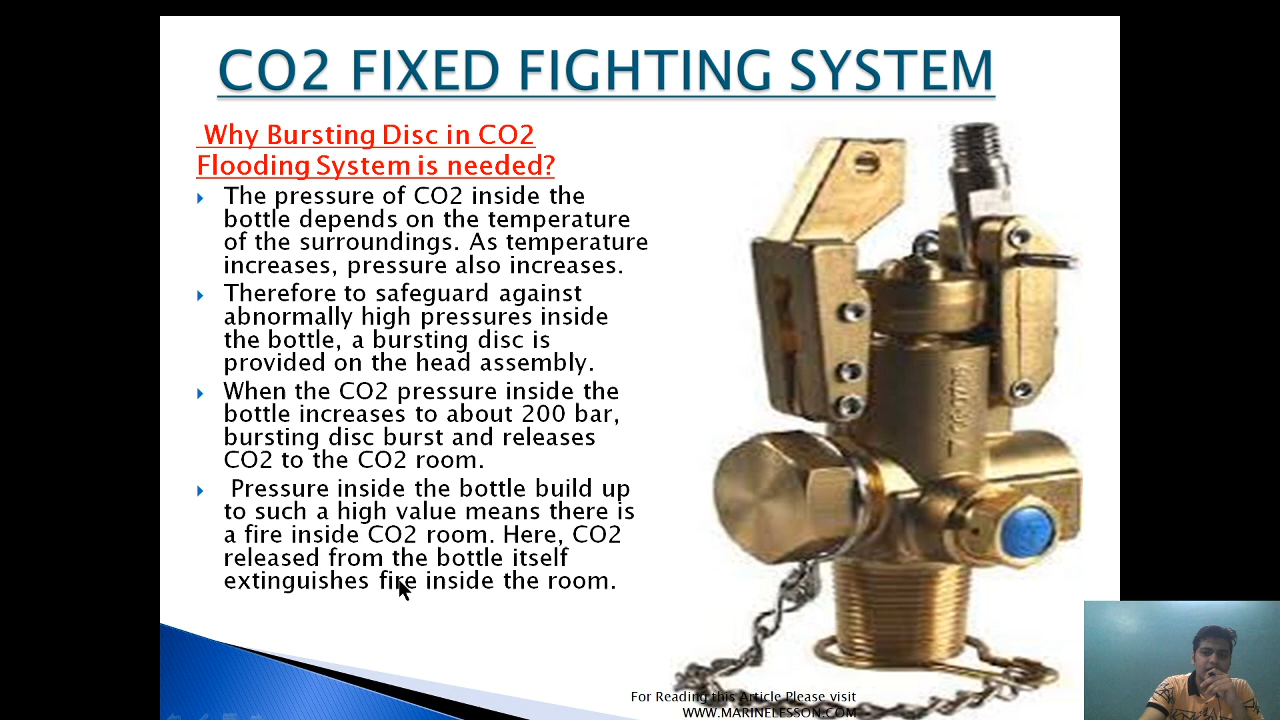 CO2 FIXED FIGHTING SYSTEM
Why Bursting Disc in CO2
Flooding System is needed?
The pressure of CO2 inside the
bottle depends on the temperature
of the surroundings. As temperature
increases, pressure also increases.
Therefore to safeguard against
abnormally high pressures inside
the bottle, a bursting disc is
provided on the head assembly.
When the CO2 pressure inside the
bottle increases to about 200 bar,
bursting disc burst and releases
CO2 to the CO2 room.
Pressure inside the bottle build up
to such a high value means there is
a fire inside CO2 room. Here, CO2
released from the bottle itself
extinguishes fire inside the room.
For Reading this Article Please visit
WWW.MARINELESSON.COM